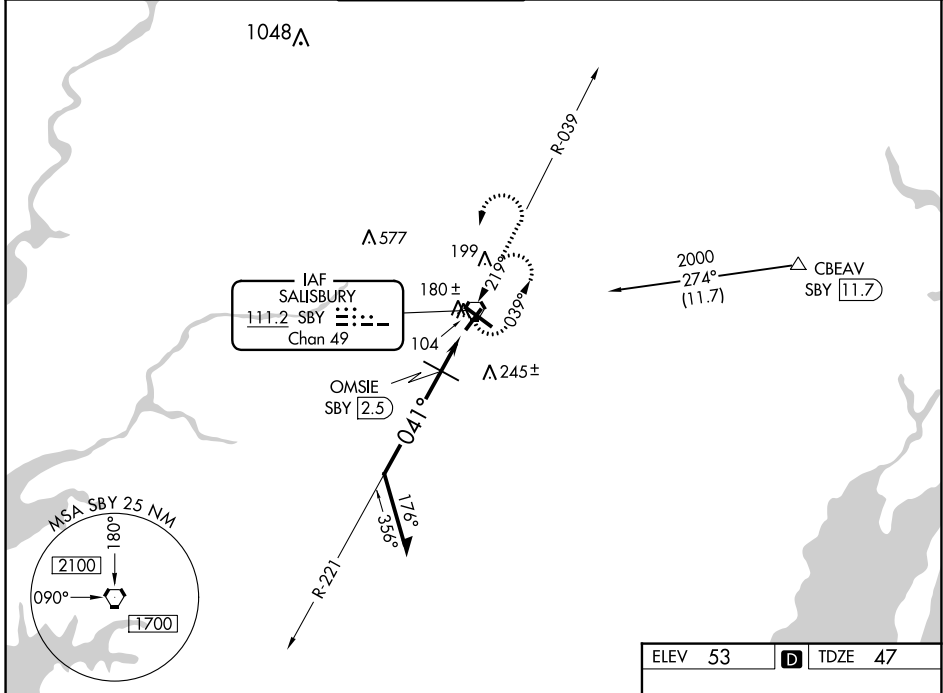 1048
R-039
577
199
219°
2000
274°
(11.7)
CBEAV
SBY 11.7
IAF
SALISBURY
111.2 SBY
Chan 49
180±
039°
104
245±
OMSIE
SBY 2.5
041°
176°
356°
R-221
MSA SBY 25 NM
180°
2100
090°
1700
ELEV 53 D TDZE 47